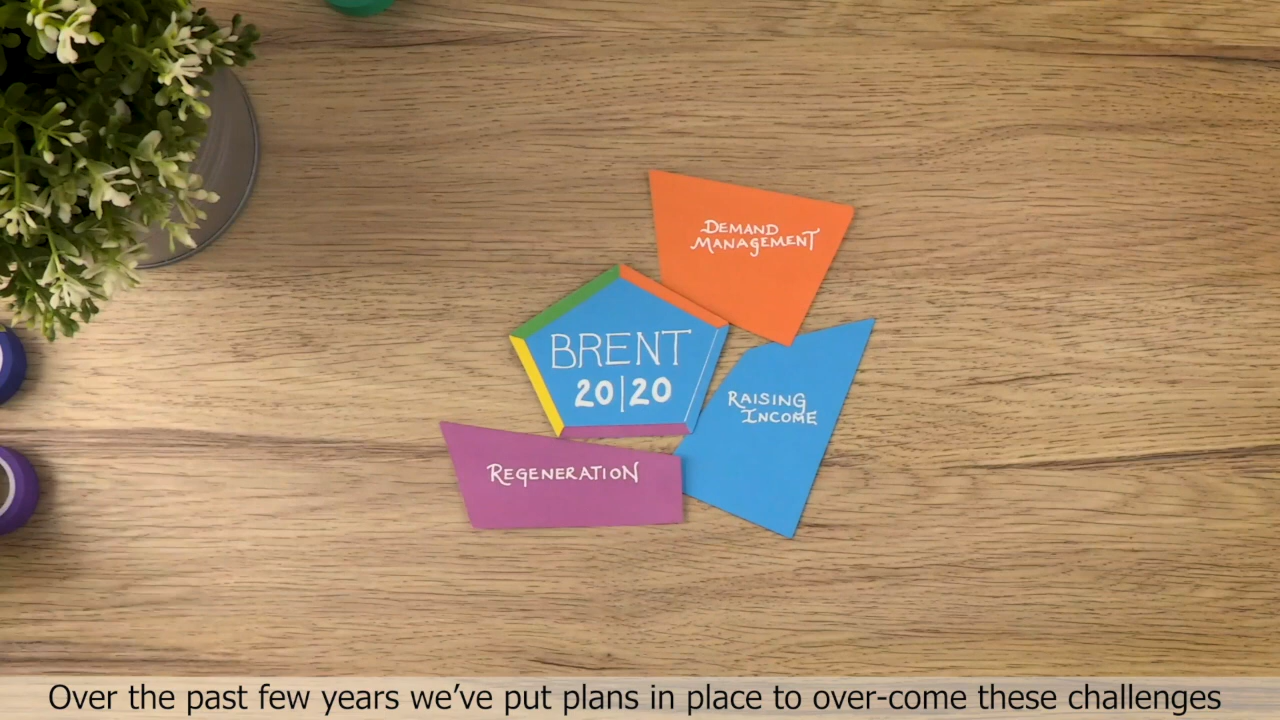 DEMAND
MANAGEMENT
BRENT
20|20
RAISING
INCOME
REGENERATION
Over the past few years we’ve put plans in place to over-come these challenges